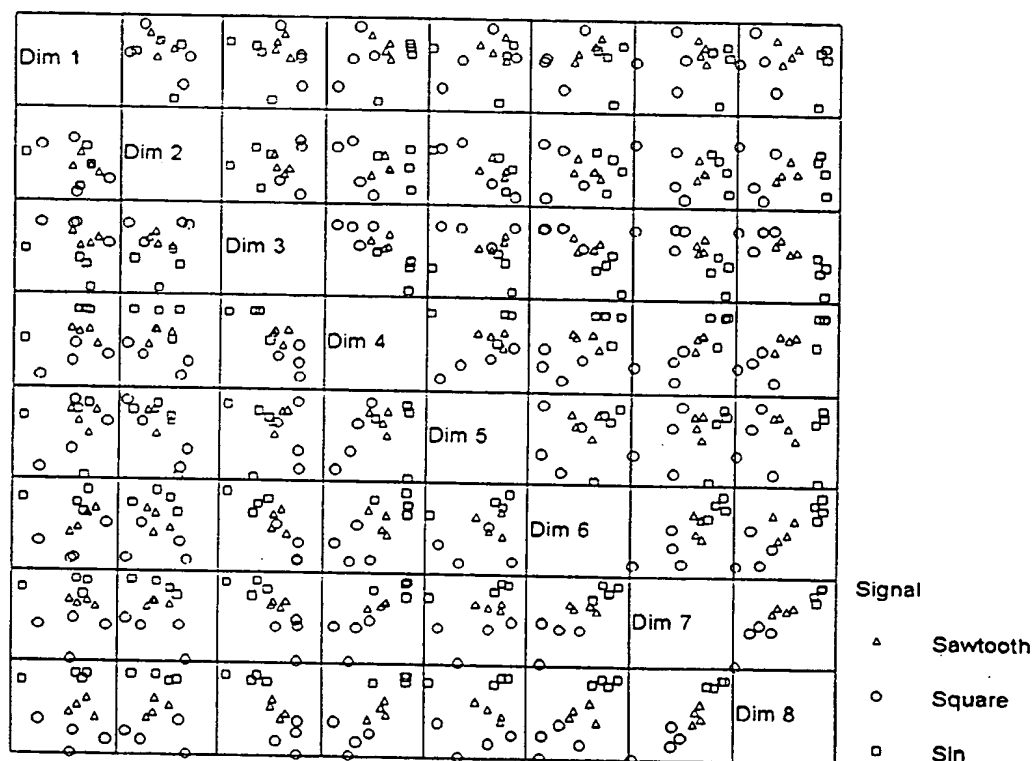 Dim 1
Dim 2
Dim 3
Dim 4
Dim 5
Dim 6
Dim 7
Dim 8
Signal
Sawtooth
Square
Sin